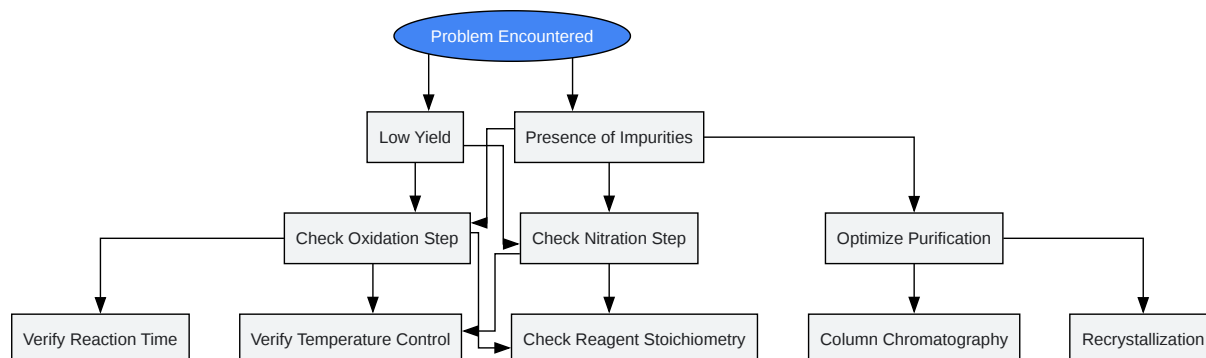 Problem Encountered
Low Yield
Presence of Impurities
Check Oxidation Step
Check Nitration Step
Optimize Purification
Verify Reaction Time
Verify Temperature Control
Check Reagent Stoichiometry
Column Chromatography
Recrystallization